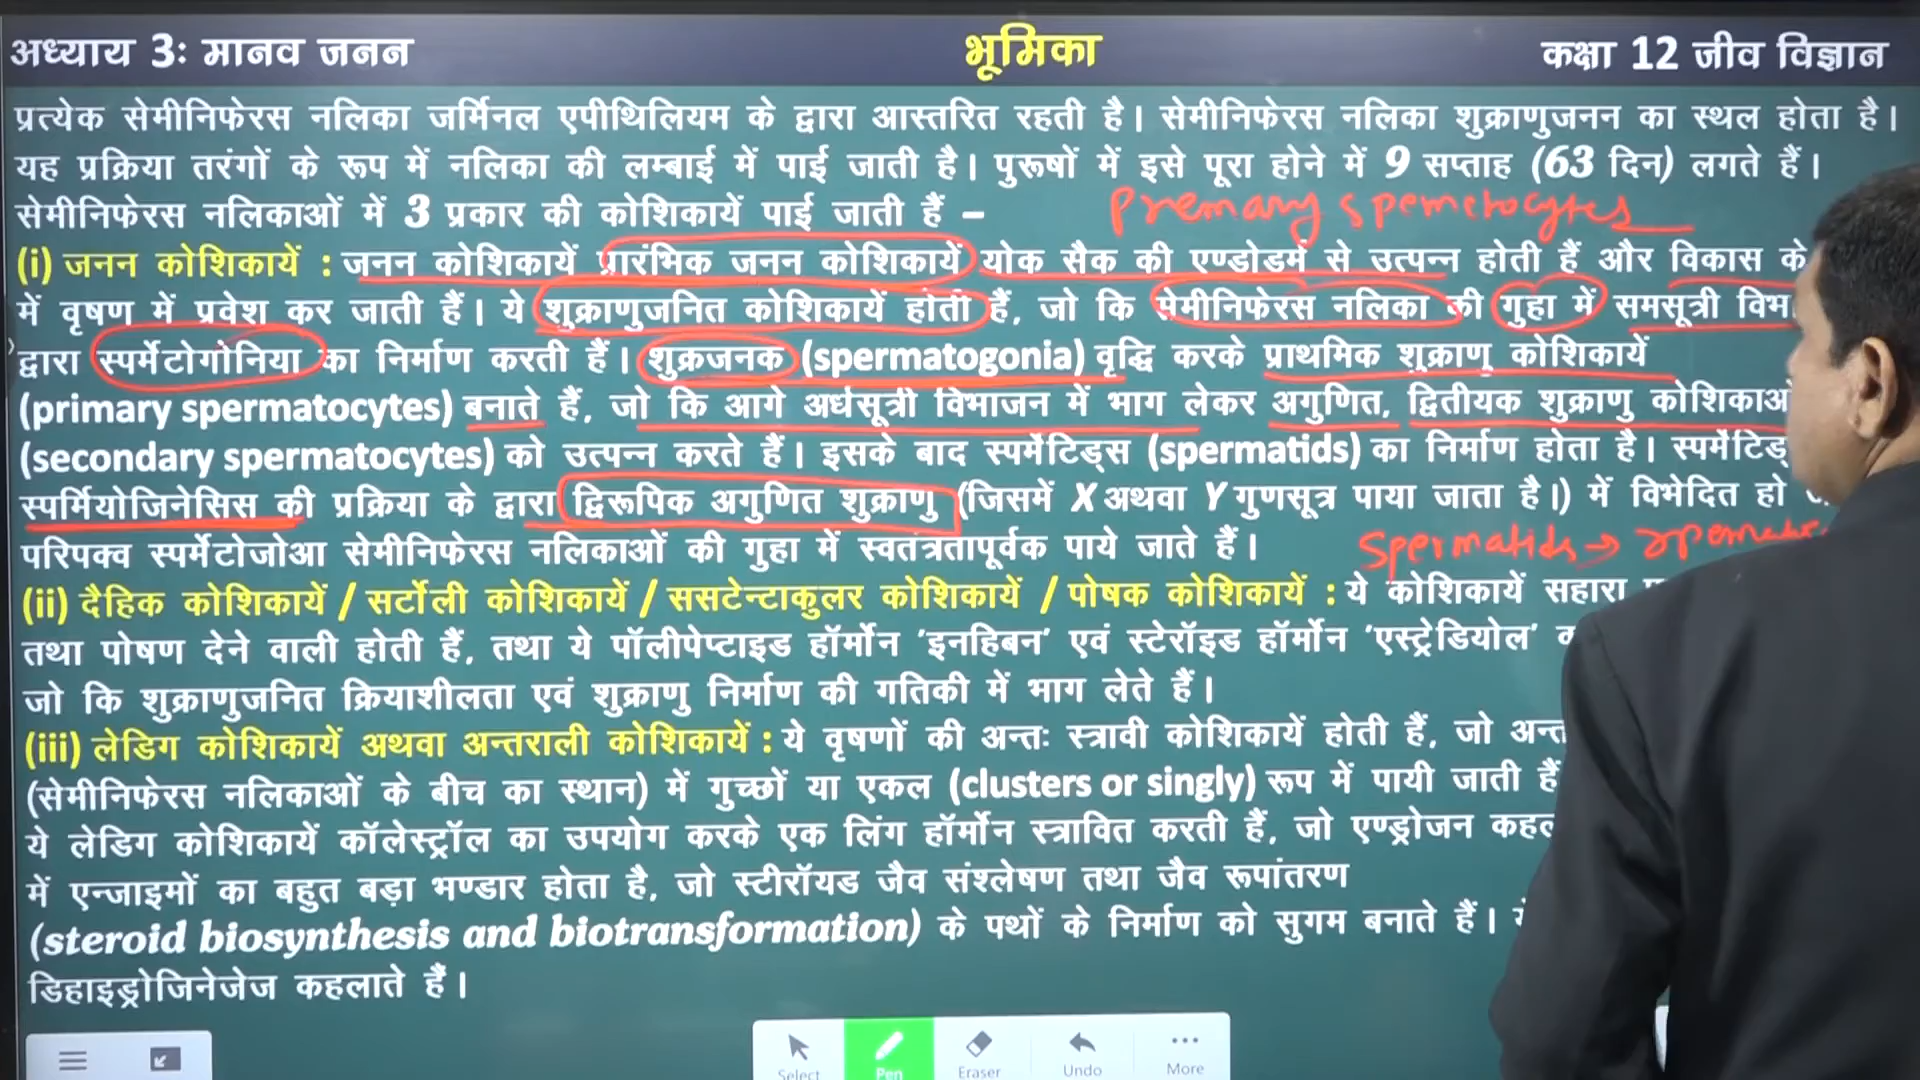 अध्याय 3: मानव जनन भूमिका कक्षा 12 जीव विज्ञान
प्रत्येक सेमीनिफेरस नलिका जर्मिनल एपीथिलियम के द्वारा आस्तरित रहती है। सेमीनिफेरस नलिका शुक्राणुजनन का स्थल होता है।
यह प्रक्रिया तरंगों के रूप में नलिका की लम्बाई में पाई जाती है। पुरूषों में इसे पूरा होने में 9 सप्ताह (63 दिन) लगते हैं।
सेमीनिफेरस नलिकाओं में 3 प्रकार की कोशिकायें पाई जाती हैं –
Premary spemetocytes
(i) जनन कोशिकायें : जनन कोशिकायें प्रारंभिक जनन कोशिकायें योक सैक की एण्डोडर्म से उत्पन्न होती हैं और विकास के
में वृषण में प्रवेश कर जाती हैं। ये शुक्राणुजनित कोशिकायें होती हैं, जो कि सेमीनिफेरस नलिका की गुहा में समसूत्री
द्वारा स्पर्मेटोगोनिया का निर्माण करती हैं। शुक्रजनक (spermatogonia) वृद्धि करके प्राथमिक शुक्राणु कोशिकायें
(primary spermatocytes) बनाते हैं, जो कि आगे अर्धसूत्री विभाजन में भाग लेकर अगुणित, द्वितीयक शुक्राणु
(secondary spermatocytes) को उत्पन्न करते हैं। इसके बाद स्पर्मेटिड्स (spermatids) का निर्माण होता है।
स्पर्मियोजिनेसिस की प्रक्रिया के द्वारा द्विरूपिक अगुणित शुक्राणु (जिसमें X अथवा Y गुणसूत्र पाया जाता है।) में विभेदित हो
परिपक्व स्पर्मेटोजोआ सेमीनिफेरस नलिकाओं की गुहा में स्वतंत्रतापूर्वक पाये जाते हैं।
Spermatids →
(ii) दैहिक कोशिकायें / सर्टोली कोशिकायें / ससटेन्टाकुलर कोशिकायें / पोषक कोशिकायें : ये कोशिकायें सहारा
तथा पोषण देने वाली होती हैं, तथा ये पॉलीपेप्टाइड हॉर्मोन 'इनहिबन' एवं स्टेरॉइड हॉर्मोन 'एस्ट्रेडियोल'
जो कि शुक्राणुजनित क्रियाशीलता एवं शुक्राणु निर्माण की गतिकी में भाग लेते हैं।
(iii) लेडिग कोशिकायें अथवा अन्तराली कोशिकायें : ये वृषणों की अन्तः स्त्रावी कोशिकायें होती हैं, जो
(सेमीनिफेरस नलिकाओं के बीच का स्थान) में गुच्छों या एकल (clusters or singly) रूप में पायी जाती हैं
ये लेडिग कोशिकायें कॉलेस्ट्रॉल का उपयोग करके एक लिंग हॉर्मोन स्त्रावित करती हैं, जो एण्ड्रोजन
में एन्जाइमों का बहुत बड़ा भण्डार होता है, जो स्टीरॉयड जैव संश्लेषण तथा जैव रूपांतरण
(steroid biosynthesis and biotransformation) के पथों के निर्माण को सुगम बनाते हैं।
डिहाइड्रोजिनेजेज कहलाते हैं।
Select Pen Eraser Undo More